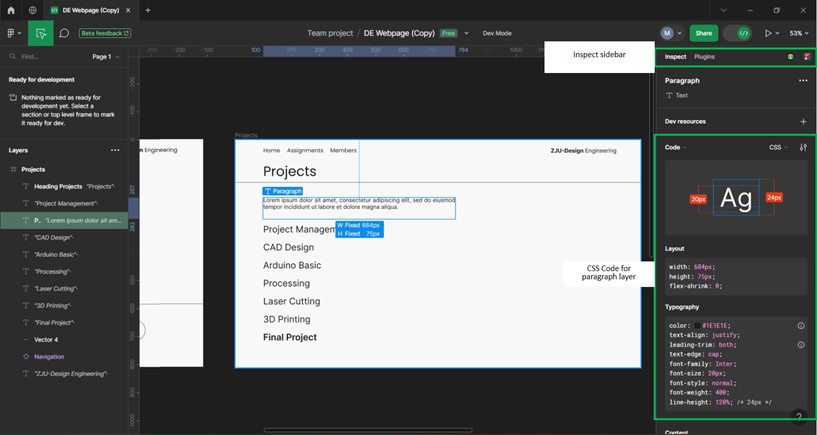 DE Webpage (Copy)
Beta feedback
Team project / DE Webpage (Copy) Free
Dev Mode
M
Share
53%
Find...
Page 1
Ready for development
Nothing marked as ready for
development yet. Select a
section or top level frame to
mark it ready for dev.
Layers
Projects
Heading Projects "Projects"
"Project Management"
P.. "Lorem ipsum dolor sit am...
"CAD Design"
"Arduino Basic"
"Processing"
"Laser Cutting"
"3D Printing"
"Final Project"
Vector 4
Navigation
"ZJU-Design Engineering"
-200
-100
100
200
300
400
784
1000
207
282
Engineering
Projects
Home Assignments Members
ZJU-Design Engineering
Projects
Paragraph
Lorem ipsum dolor sit amet, consectetur adipiscing elit, sed do eiusmod
tempor incididunt ut labore et dolore magna aliqua.
W Fixed 684px
H Fixed 75px
Project Managem
CAD Design
Arduino Basic
Processing
Laser Cutting
3D Printing
Final Project
Inspect sidebar
CSS Code for
paragraph layer
Inspect Plugins
Paragraph
Text
Dev resources
Code
CSS
20px
Ag
24px
Layout
width: 684px;
height: 75px;
flex-shrink: 0;
Typography
color: #1E1E1E;
text-align: justify;
leading-trim: both;
text-edge: cap;
font-family: Inter;
font-size: 20px;
font-style: normal;
font-weight: 400;
line-height: 120%; /* 24px */
Content
?